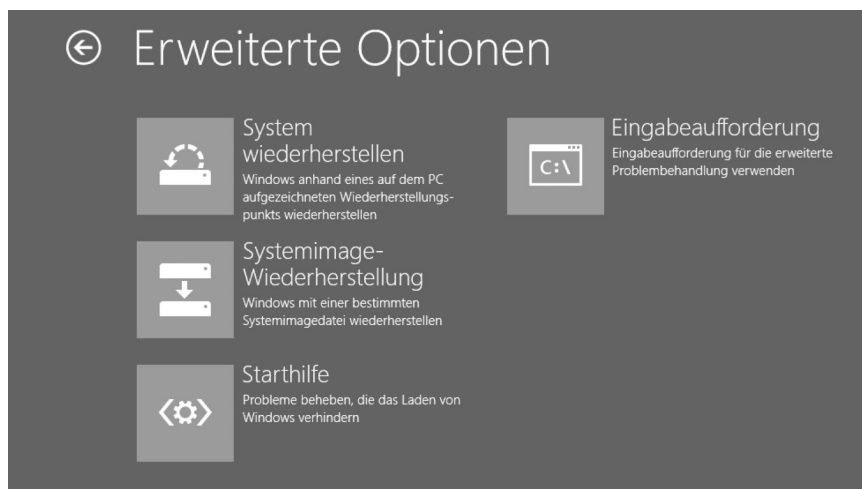 Erweiterte Optionen
System
wiederherstellen
Windows anhand eines auf dem PC
aufgezeichneten Wiederherstellungs-
punkts wiederherstellen
Systemimage-
Wiederherstellung
Windows mit einer bestimmten
Systemimagedatei wiederherstellen
Starthilfe
Probleme beheben, die das Laden von
Windows verhindern
C:\
Eingabeaufforderung
Eingabeaufforderung für die erweiterte
Problembehandlung verwenden